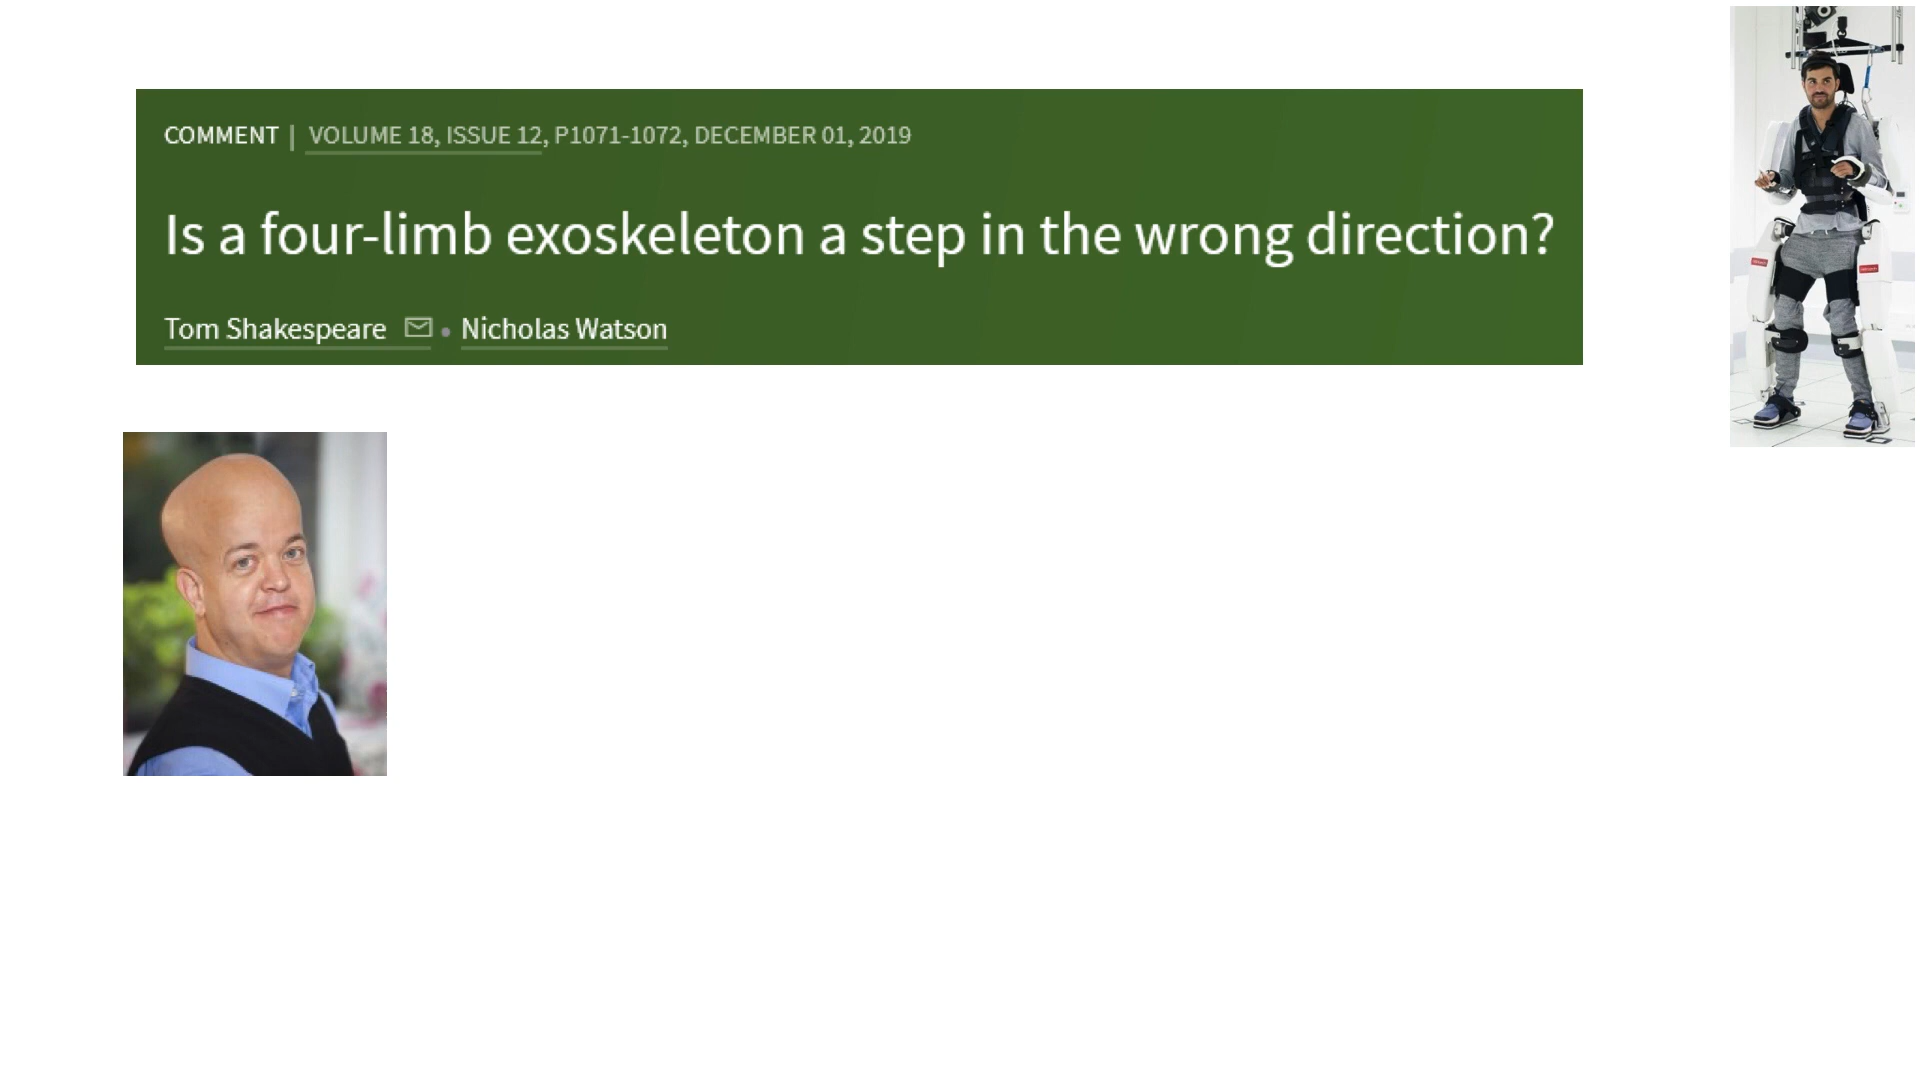 COMMENT | VOLUME 18, ISSUE 12, P1071-1072, DECEMBER 01, 2019
Is a four-limb exoskeleton a step in the wrong direction?
Tom Shakespeare • Nicholas Watson